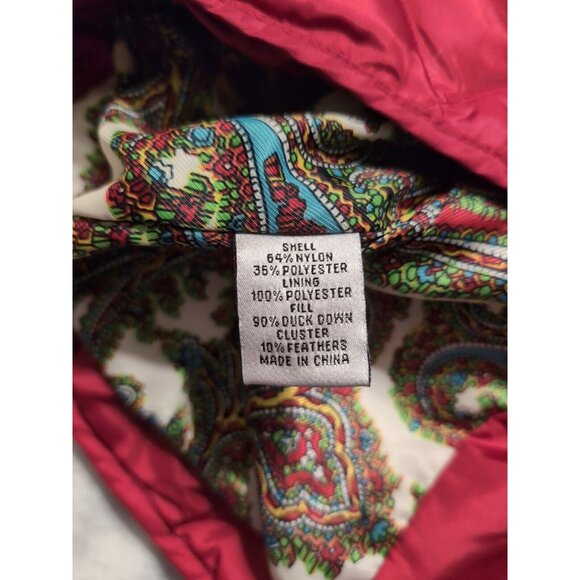 SHELL
64% NYLON
36% POLYESTER
LINING
100% POLYESTER
FILL
90% DUCK DOWN
CLUSTER
10% FEATHERS
MADE IN CHINA